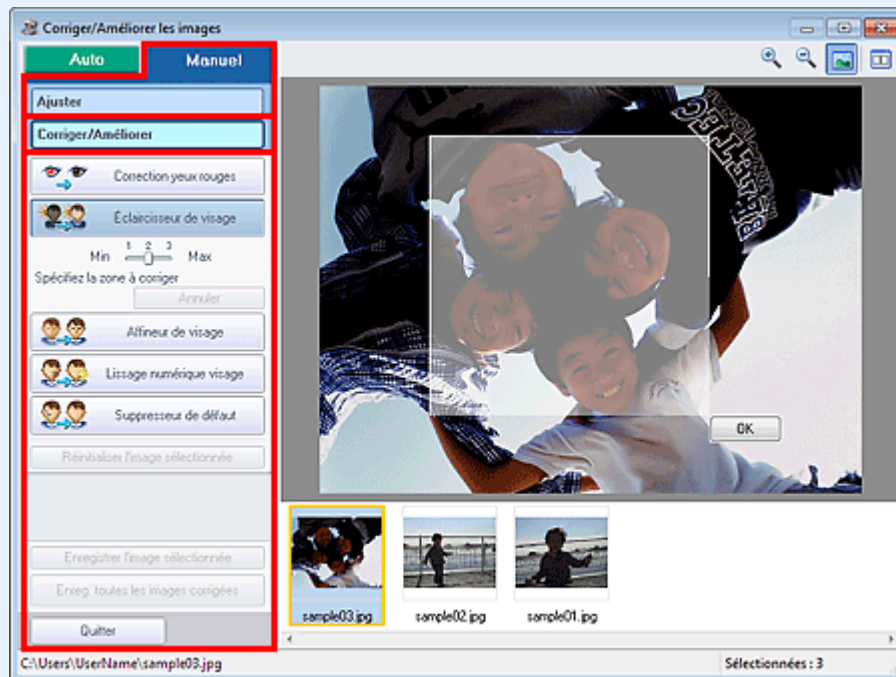 Corriger/Améliorer les images
Auto Manuel
Ajuster
Corriger/Améliorer
Correction yeux rouges
Éclaircisseur de visage
1 2 3
Min Max
Spécifiez la zone à corriger
Annuler
Affineur de visage
Lissage numérique visage
Suppresseur de défaut
Réinitialiser l'image sélectionnée
Enregistrer l'image sélectionnée
Enreg. toutes les images corrigées
Quitter
OK
sample03.jpg sample02.jpg sample01.jpg
C:\Users\UserName\sample03.jpg Sélectionnées : 3